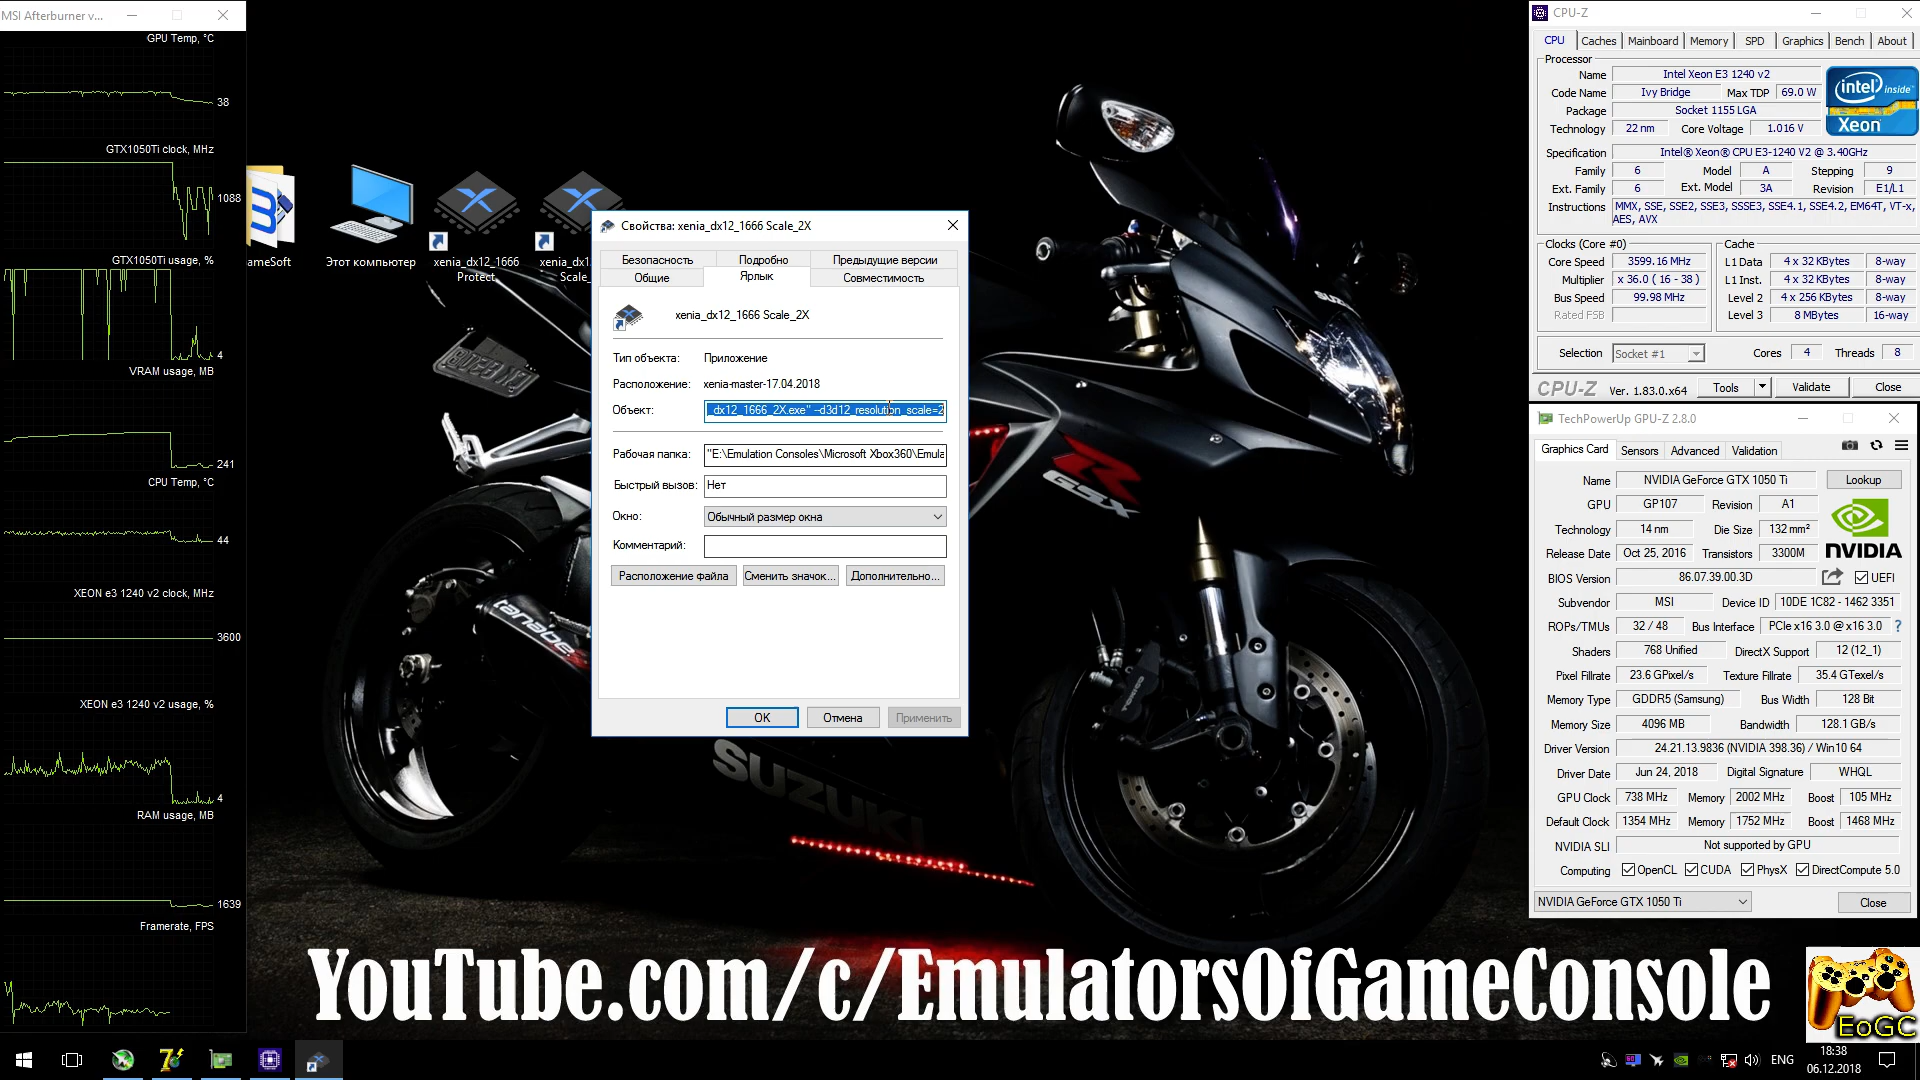 MSI Afterburner v...
GPU Temp, °C
38
GTX1050Ti clock, MHz
1088
GTX1050Ti usage, %
4
VRAM usage, MB
241
CPU Temp, °C
44
XEON e3 1240 v2 clock, MHz
3600
XEON e3 1240 v2 usage, %
4
RAM usage, MB
1639
Framerate, FPS
ameSoft
Этот компьютер
xenia_dx12_1666
Protect
xenia_dx1
Scale_
Свойства: xenia_dx12_1666 Scale_2X
Безопасность Подробно Предыдущие версии
Общие Ярлык Совместимость
xenia_dx12_1666 Scale_2X
Тип объекта: Приложение
Расположение: xenia-master-17.04.2018
Объект: _dx12_1666_2X.exe" --d3d12_resolution_scale=2
Рабочая папка: "E:\Emulation Consoles\Microsoft Xbox360\Emula
Быстрый вызов: Нет
Окно: Обычный размер окна
Комментарий:
Расположение файла Сменить значок... Дополнительно...
OK Отмена Применить
SUZUKI
GSX
SUZUKI
CPU-Z
CPU Caches Mainboard Memory SPD Graphics Bench About
Processor
Name Intel Xeon E3 1240 v2
Code Name Ivy Bridge Max TDP 69.0 W
Package Socket 1155 LGA
Technology 22 nm Core Voltage 1.016 V
intel inside™
Xeon®
Specification Intel® Xeon® CPU E3-1240 V2 @ 3.40GHz
Family 6 Model A Stepping 9
Ext. Family 6 Ext. Model 3A Revision E1/L1
Instructions MMX, SSE, SSE2, SSE3, SSSE3, SSE4.1, SSE4.2, EM64T, VT-x,
AES, AVX
Clocks (Core #0) Cache
Core Speed 3599.16 MHz L1 Data 4 x 32 KBytes 8-way
Multiplier x 36.0 ( 16 - 38 ) L1 Inst. 4 x 32 KBytes 8-way
Bus Speed 99.98 MHz Level 2 4 x 256 KBytes 8-way
Rated FSB Level 3 8 MBytes 16-way
Selection Socket #1 Cores 4 Threads 8
CPU-Z Ver. 1.83.0.x64 Tools Validate Close
TechPowerUp GPU-Z 2.8.0
Graphics Card Sensors Advanced Validation
Name NVIDIA GeForce GTX 1050 Ti Lookup
GPU GP107 Revision A1
Technology 14 nm Die Size 132 mm²
Release Date Oct 25, 2016 Transistors 3300M
NVIDIA
BIOS Version 86.07.39.00.3D UEFI
Subvendor MSI Device ID 10DE 1C82 - 1462 3351
ROPs/TMUs 32 / 48 Bus Interface PCIe x16 3.0 @ x16 3.0 ?
Shaders 768 Unified DirectX Support 12 (12_1)
Pixel Fillrate 23.6 GPixel/s Texture Fillrate 35.4 GTexel/s
Memory Type GDDR5 (Samsung) Bus Width 128 Bit
Memory Size 4096 MB Bandwidth 128.1 GB/s
Driver Version 24.21.13.9836 (NVIDIA 398.36) / Win10 64
Driver Date Jun 24, 2018 Digital Signature WHQL
GPU Clock 738 MHz Memory 2002 MHz Boost 105 MHz
Default Clock 1354 MHz Memory 1752 MHz Boost 1468 MHz
NVIDIA SLI Not supported by GPU
Computing OpenCL CUDA PhysX DirectCompute 5.0
NVIDIA GeForce GTX 1050 Ti Close
YouTube.com/c/EmulatorsOfGameConsole
EoGC
ENG
18:38
06.12.2018